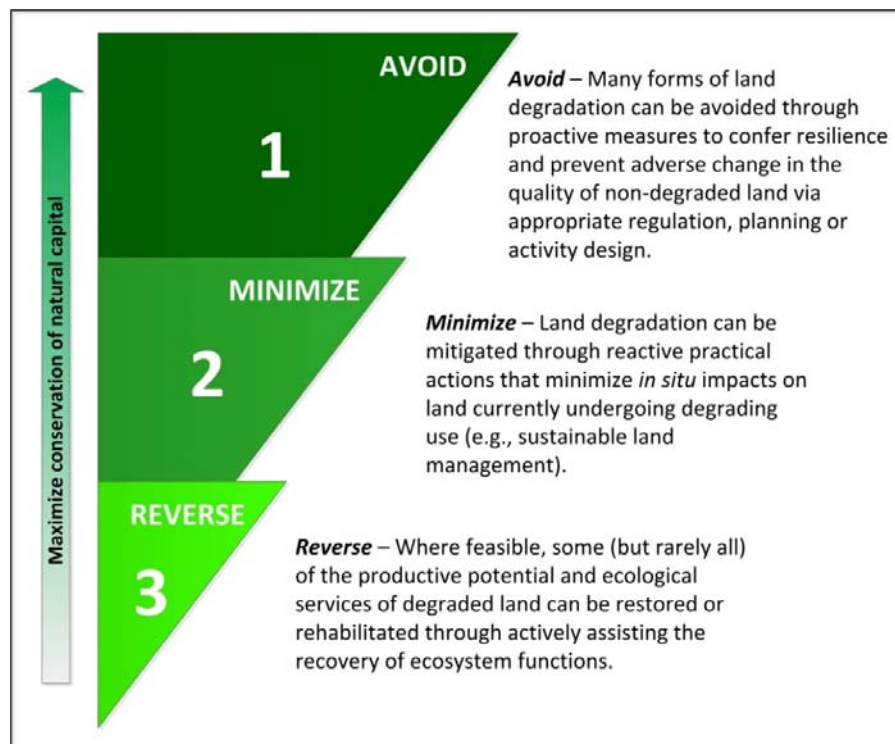 Maximize conservation of natural capital
AVOID
1
Avoid – Many forms of land
degradation can be avoided through
proactive measures to confer resilience
and prevent adverse change in the
quality of non-degraded land via
appropriate regulation, planning or
activity design.
MINIMIZE
2
Minimize – Land degradation can be
mitigated through reactive practical
actions that minimize in situ impacts on
land currently undergoing degrading
use (e.g., sustainable land
management).
REVERSE
3
Reverse – Where feasible, some (but rarely all)
of the productive potential and ecological
services of degraded land can be restored or
rehabilitated through actively assisting the
recovery of ecosystem functions.